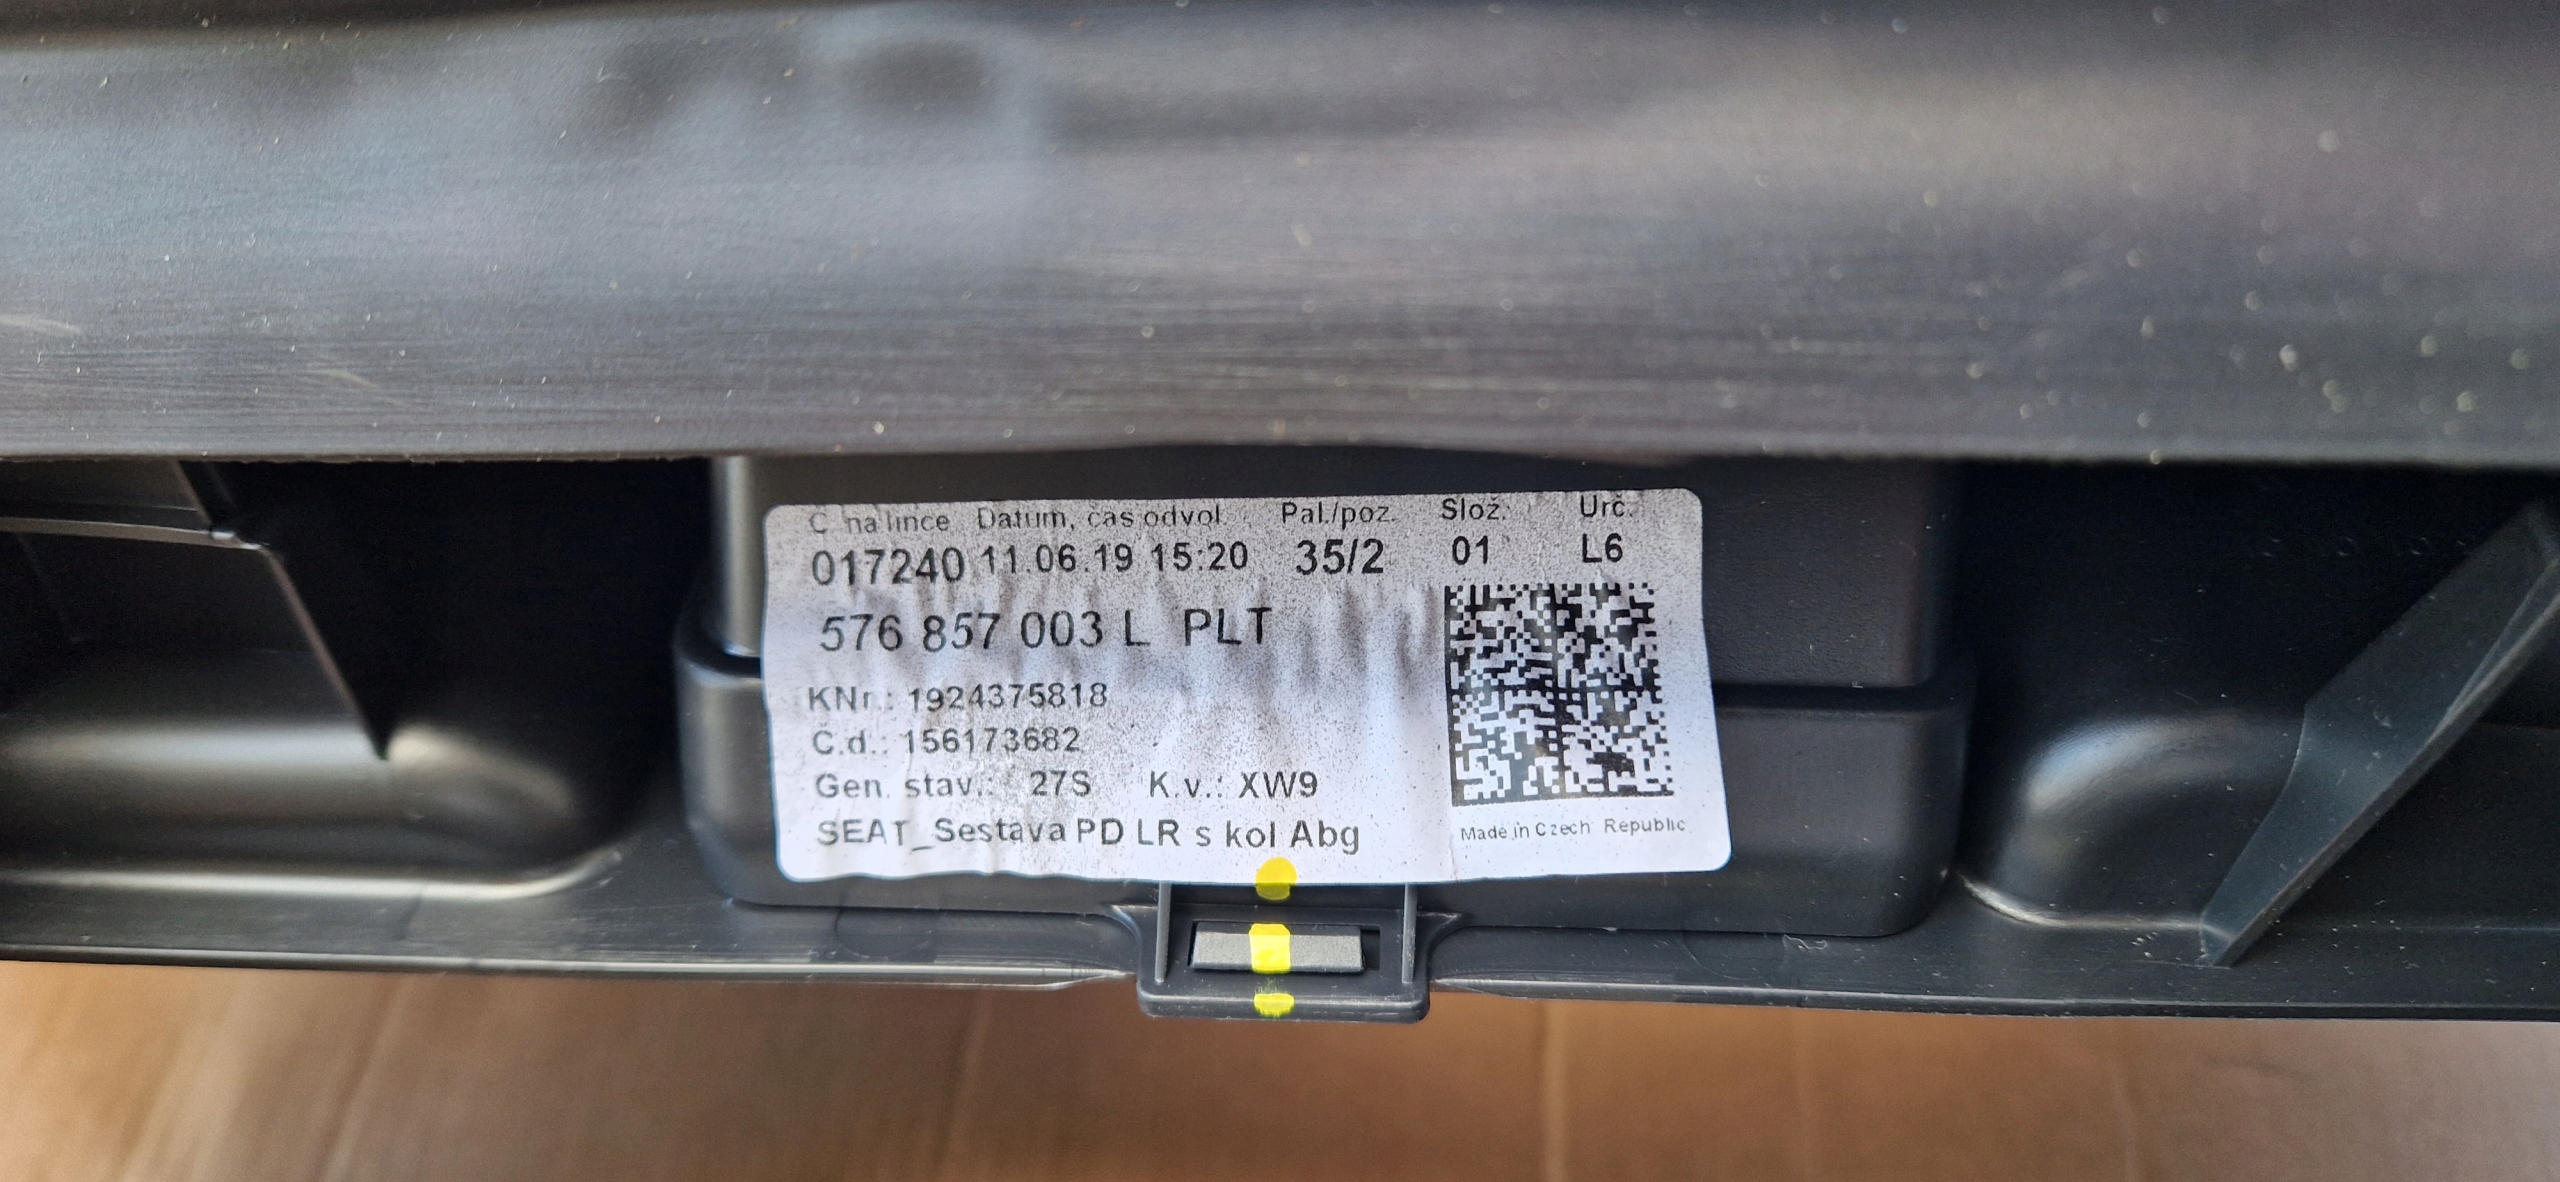 Č na lince Datum, čas odvol. Pal./poz. Slož. Urč.
017240 11.06.19 15:20 35/2 01 L6
576 857 003 L PLT
KNr.: 1924375818
Č.d.: 156173682
Gen. stav.: 27S K.v.: XW9
SEAT_Sestava PD LR s kol Abg
Made in Czech Republic